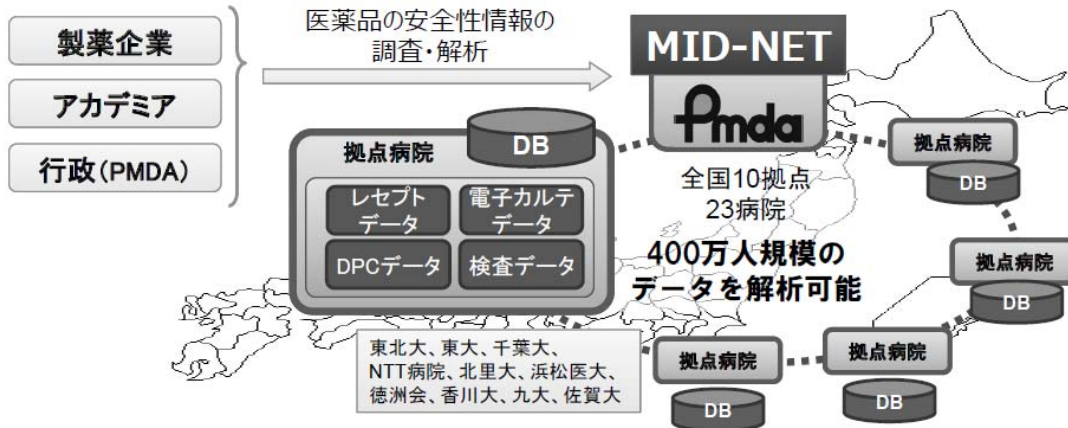 製薬企業
アカデミア
行政(PMDA)
医薬品の安全性情報の
調査・解析
MID-NET
Pmda
全国10拠点
23病院
400万人規模の
データを解析可能
拠点病院
DB
レセプト
データ
電子カルテ
データ
DPCデータ
検査データ
東北大、東大、千葉大、
NTT病院、北里大、浜松医大、
徳洲会、香川大、九大、佐賀大
拠点病院
DB
拠点病院
DB
拠点病院
DB
拠点病院
DB